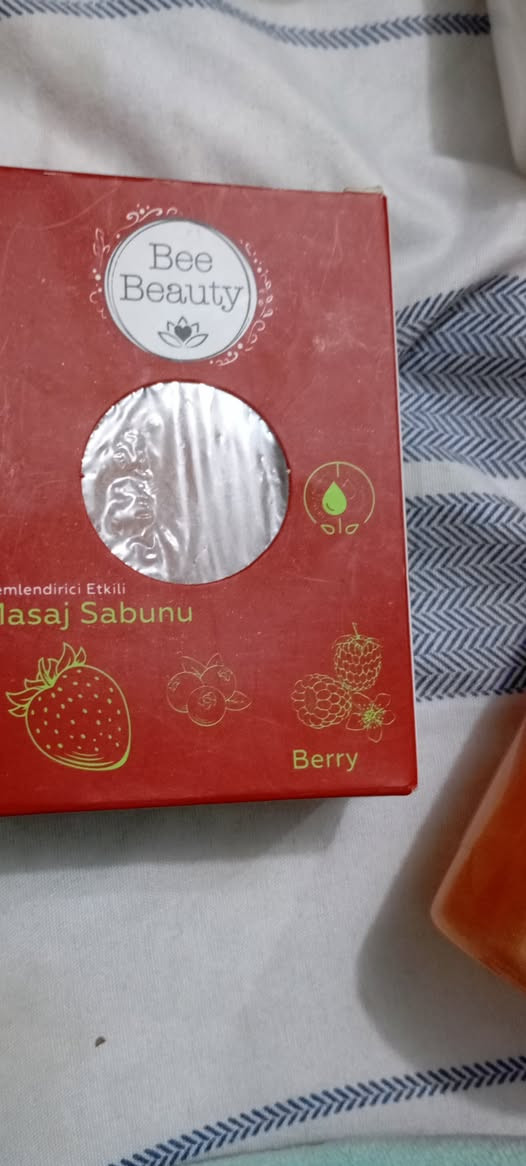 Bee
Beauty
emlendirici Etkili
Masaj Sabunu
Berry